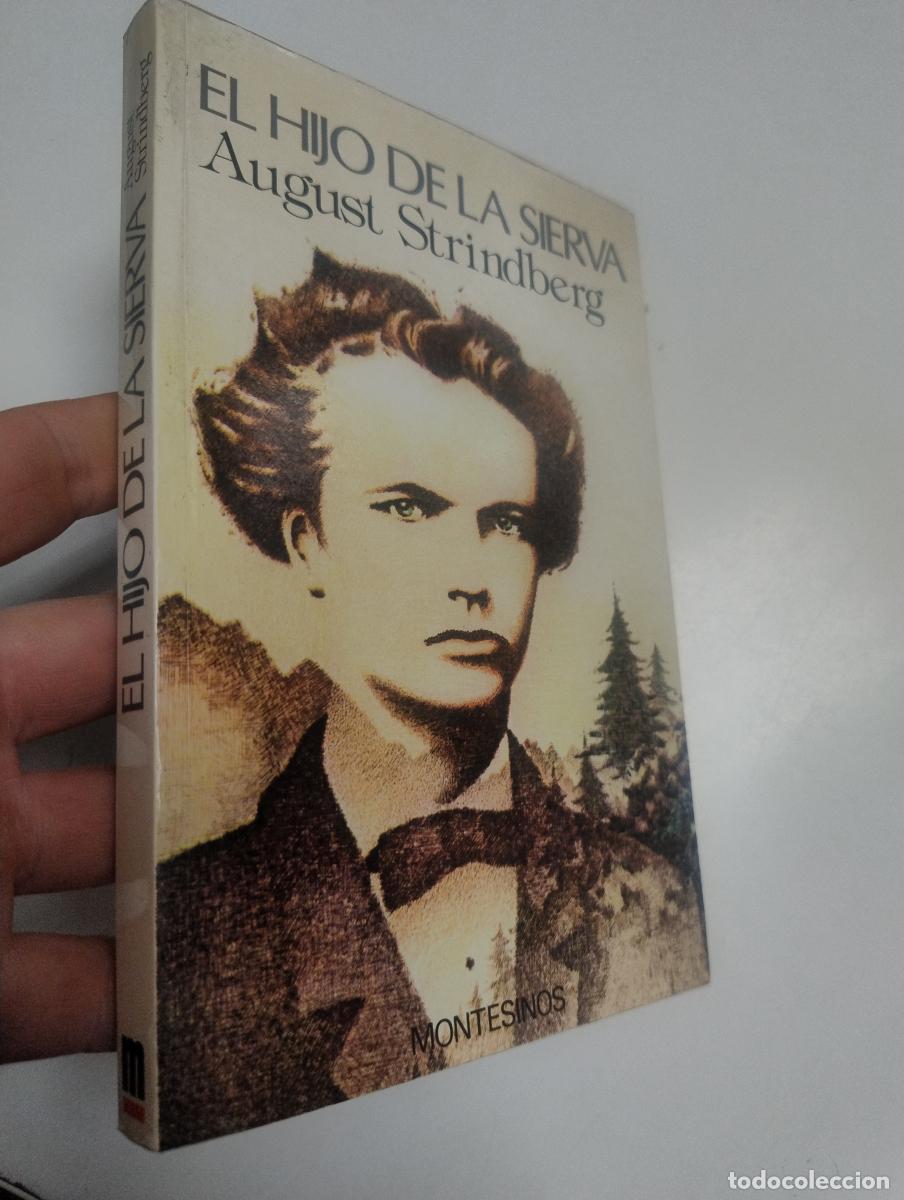 EL HIJO DE LA SIERVA
August Strindberg
MONTESINOS
EL HIJO DE LA SIERVA
August
Strindberg
m
todocoleccion